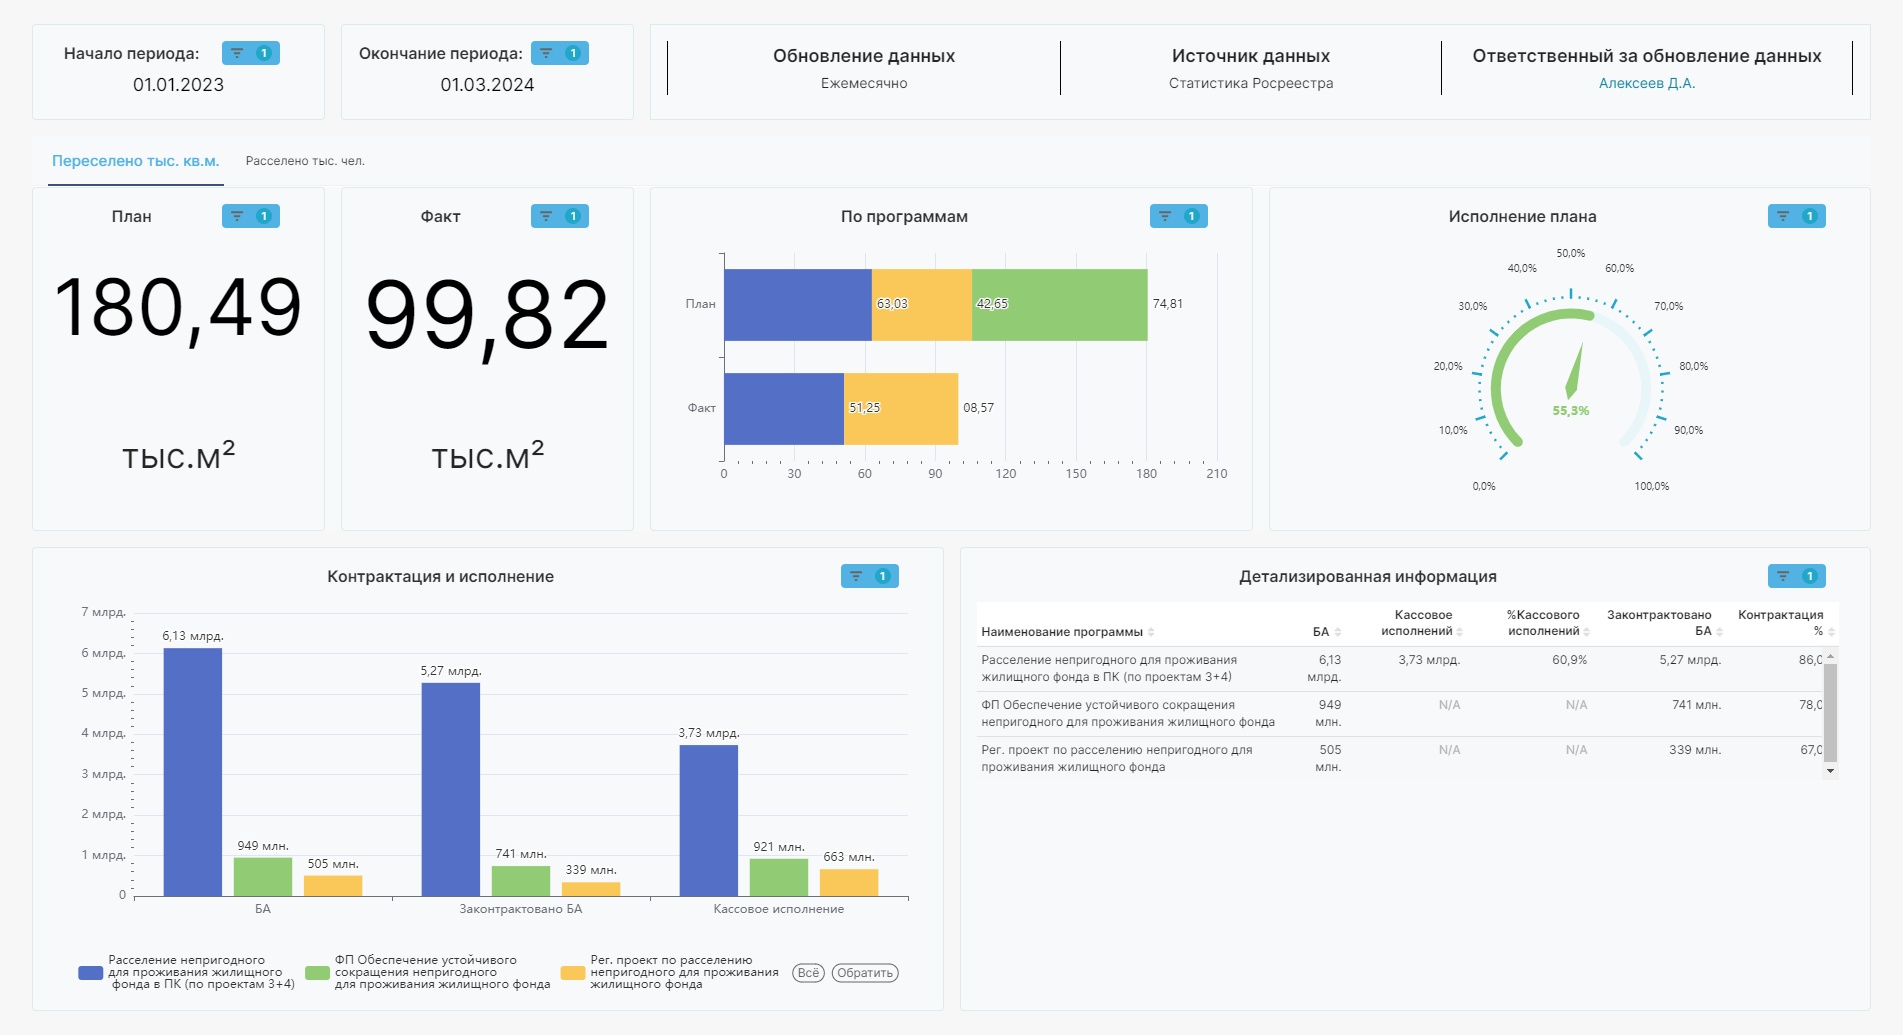 Начало периода: 1
01.01.2023
Окончание периода: 1
01.03.2024
Обновление данных
Ежемесячно
Источник данных
Статистика Росреестра
Ответственный за обновление данных
Алексеев Д.А.
Переселено тыс. кв.м. Расселено тыс. чел.
План 1
180,49
тыс.м²
Факт 1
99,82
тыс.м²
По программам 1
План 63,03 42,65 74,81
Факт 51,25 08,57
0 30 60 90 120 150 180 210
Исполнение плана 1
50,0%
40,0% 60,0%
30,0% 70,0%
20,0% 80,0%
55,3%
10,0% 90,0%
0,0% 100,0%
Контрактация и исполнение 1
7 млрд.
6 млрд.
5 млрд.
4 млрд.
3 млрд.
2 млрд.
1 млрд.
0
6,13 млрд. 949 млн. 505 млн.
5,27 млрд. 741 млн. 339 млн.
3,73 млрд. 921 млн. 663 млн.
БА Законтрактовано БА Кассовое исполнение
Расселение непригодного
для проживания жилищного
фонда в ПК (по проектам 3+4)
ФП Обеспечение устойчивого
сокращения непригодного
для проживания жилищного фонда
Рег. проект по расселению
непригодного для проживания
жилищного фонда
Всё Обратить
Детализированная информация 1
Кассовое %Кассового Законтрактовано Контрактация
Наименование программы БА исполнений исполнений БА %
Расселение непригодного для проживания 6,13 3,73 млрд. 60,9% 5,27 млрд. 86,0
жилищного фонда в ПК (по проектам 3+4) млрд.
ФП Обеспечение устойчивого сокращения 949 N/A N/A 741 млн. 78,0
непригодного для проживания жилищного фонда млн.
Рег. проект по расселению непригодного для 505 N/A N/A 339 млн. 67,0
проживания жилищного фонда млн.